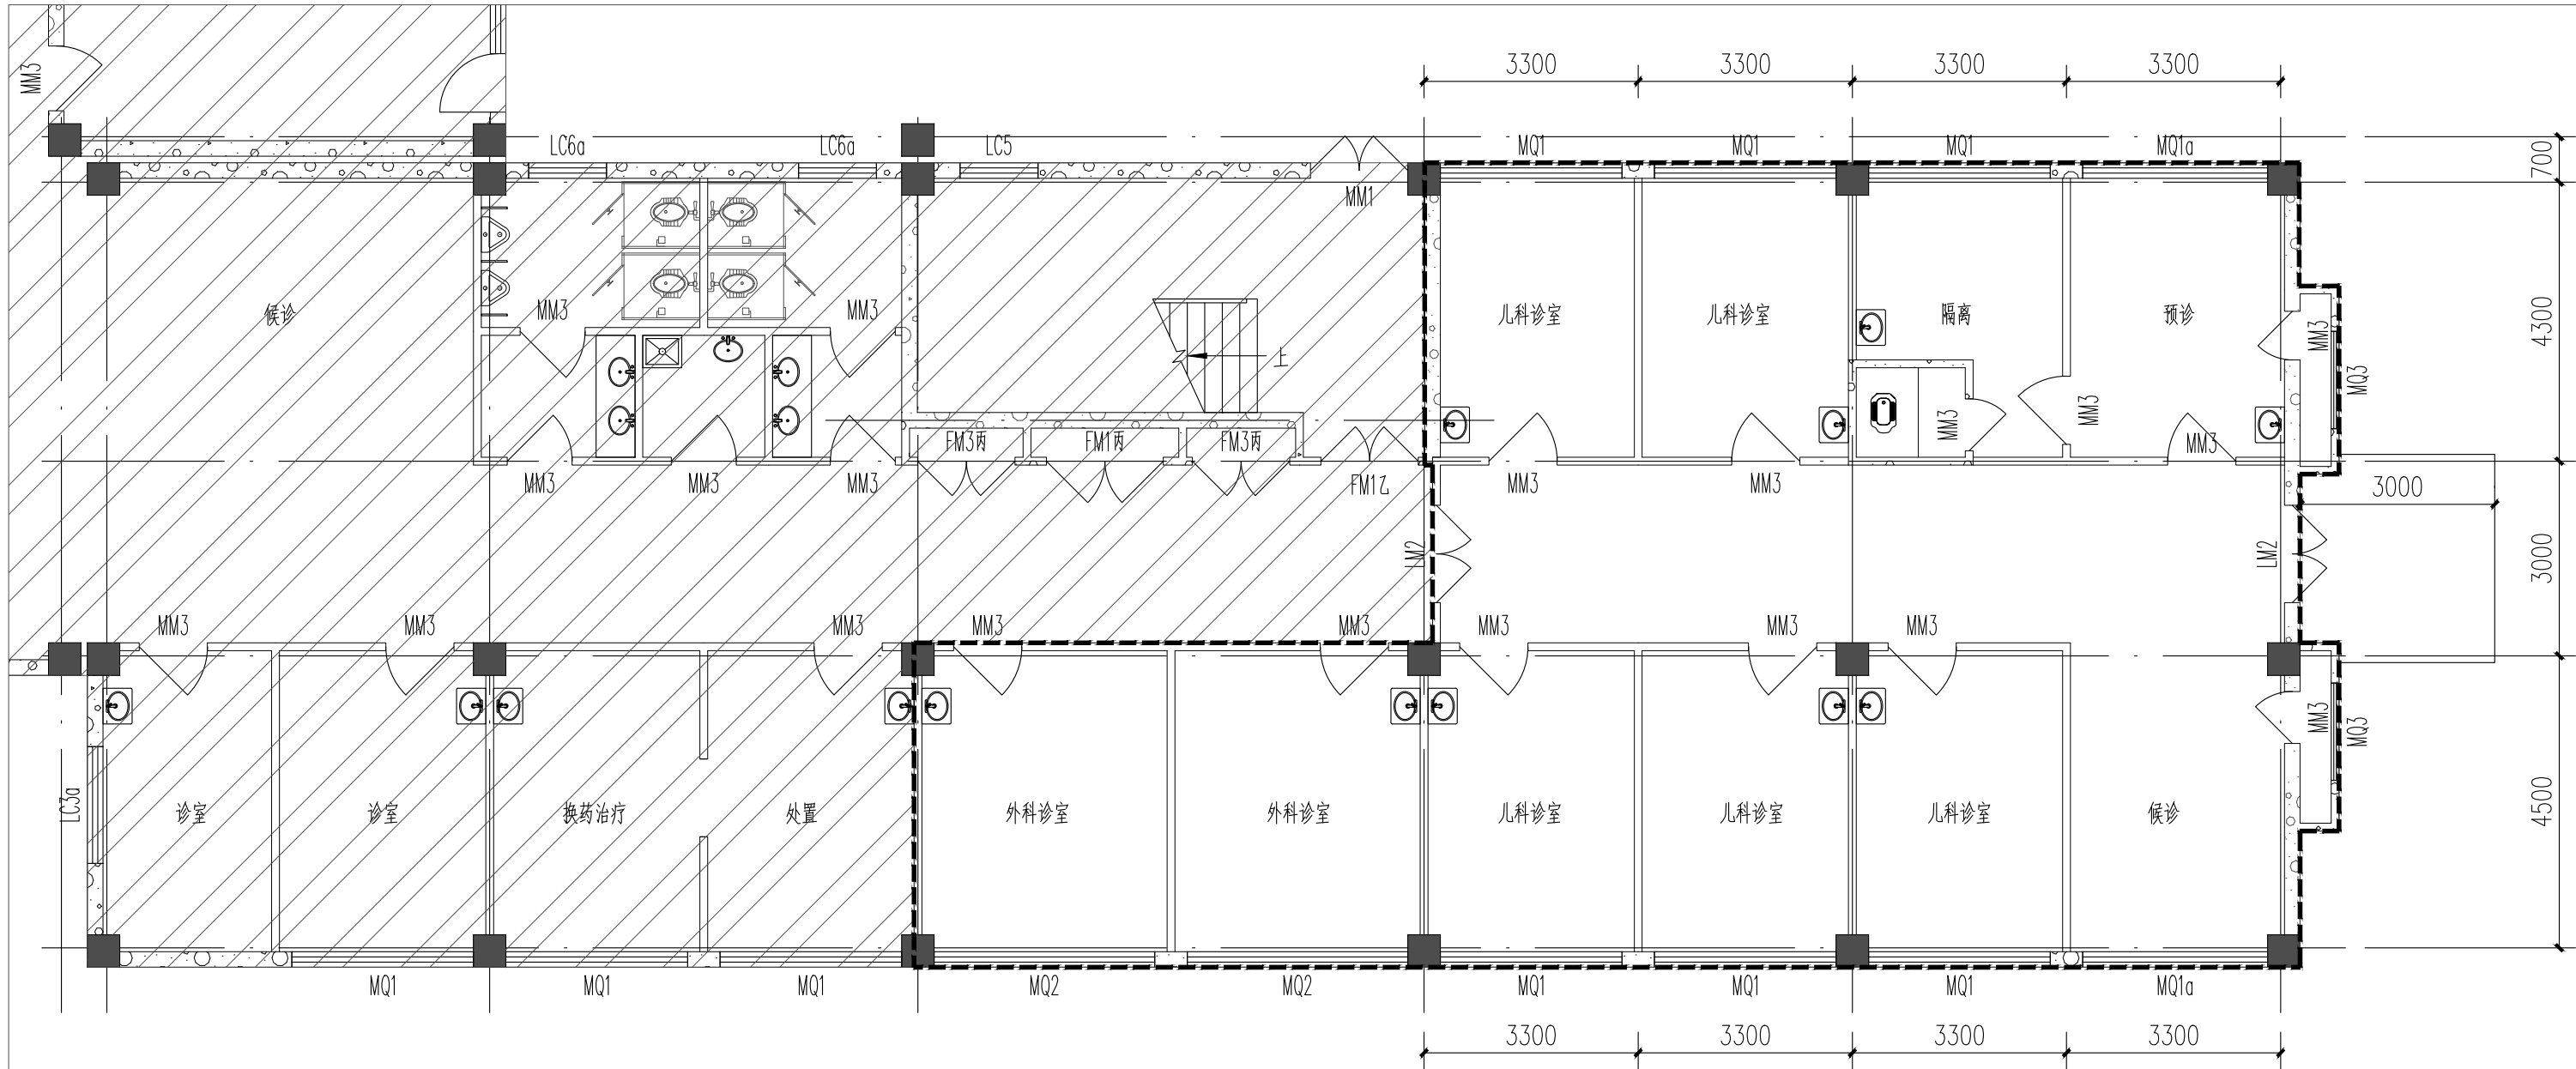 3300 3300 3300 3300
MM3
LC6a LC6a LC5 MQ1 MQ1 MQ1 MQ1a
700
MM1
候诊 MM3 MM3 儿科诊室 儿科诊室 隔离 预诊
4300
MM3
上
MQ3
MM3 MM3
FM3丙 FM1丙 FM3丙 MM3
MM3 MM3 MM3 FM1乙 MM3 MM3 3000
LM2 LM2 3000
MM3 MM3 MM3 MM3 MM3 MM3 MM3 MM3
MM3 MQ3
LC3a
诊室 诊室 换药治疗 处置 外科诊室 外科诊室 儿科诊室 儿科诊室 儿科诊室 候诊
4500
MQ1 MQ1 MQ1 MQ2 MQ2 MQ1 MQ1 MQ1 MQ1a
3300 3300 3300 3300